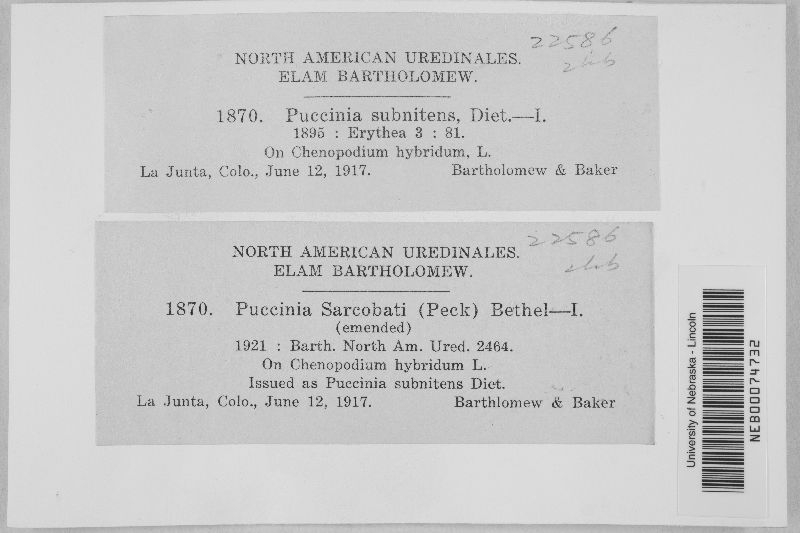 22586
NORTH AMERICAN UREDINALES.
ELAM BARTHOLOMEW.
1870. Puccinia subnitens, Diet.—I.
1895 : Erythea 3 : 81.
On Chenopodium hybridum, L.
La Junta, Colo., June 12, 1917. Bartholomew & Baker
22586
NORTH AMERICAN UREDINALES.
ELAM BARTHOLOMEW.
1870. Puccinia Sarcobati (Peck) Bethel—I.
(emended)
1921 : Barth. North Am. Ured. 2464.
On Chenopodium hybridum L.
Issued as Puccinia subnitens Diet.
La Junta, Colo., June 12, 1917. Barthlomew & Baker
University of Nebraska - Lincoln
NEB00074732